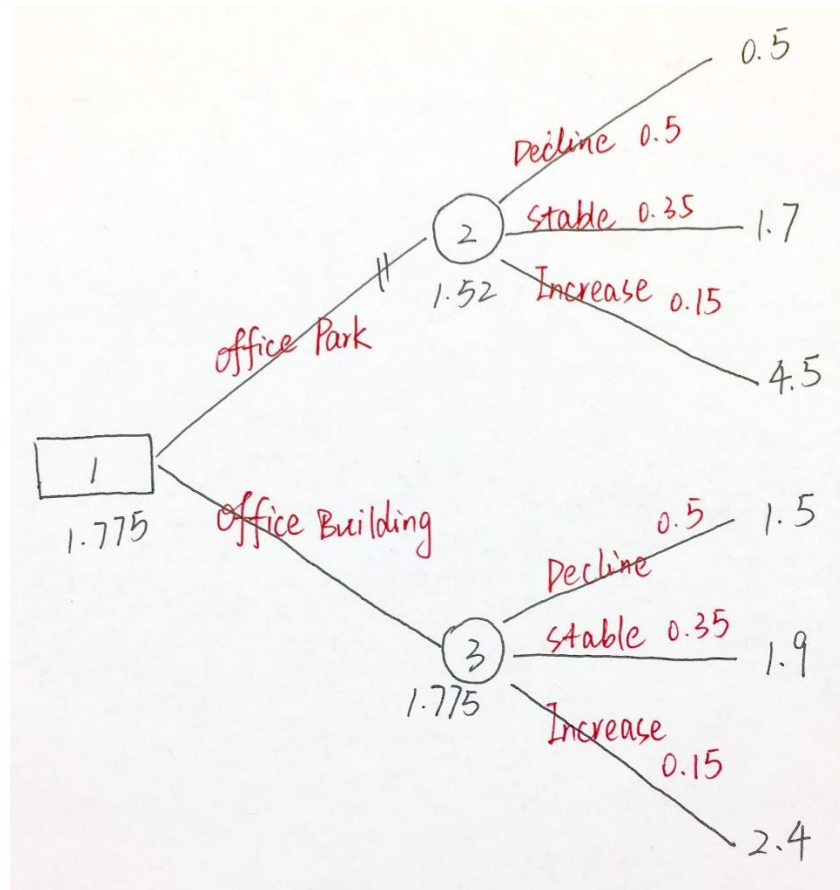 0.5
Decline 0.5
2
stable 0.35
1.7
1.52
Increase 0.15
Office Park
4.5
1
1.775
Office Building
0.5
1.5
Decline
3
stable 0.35
1.9
1.775
Increase
0.15
2.4